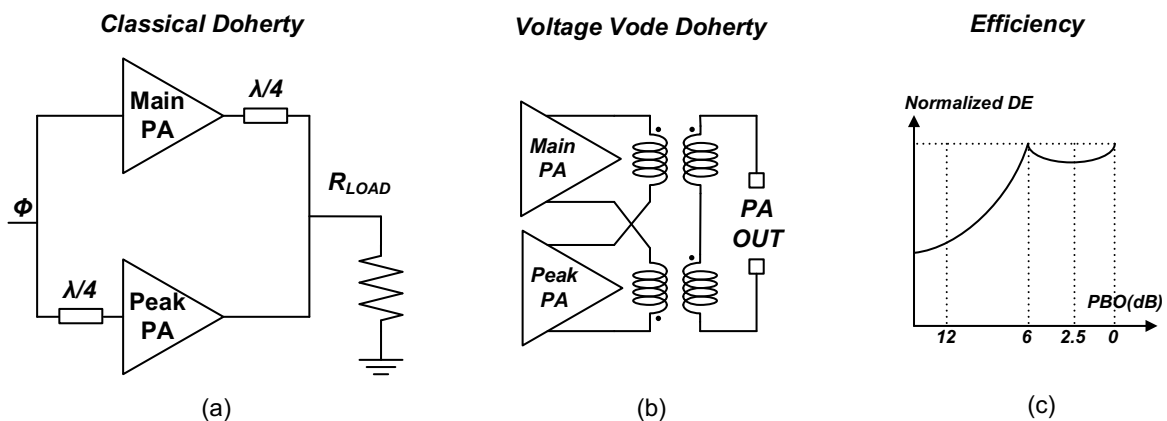 Classical Doherty
Main
PA
λ/4
Φ
λ/4
Peak
PA
R_LOAD
(a)
Voltage Vode Doherty
Main
PA
Peak
PA
PA
OUT
(b)
Efficiency
Normalized DE
PBO(dB)
12
6
2.5
0
(c)